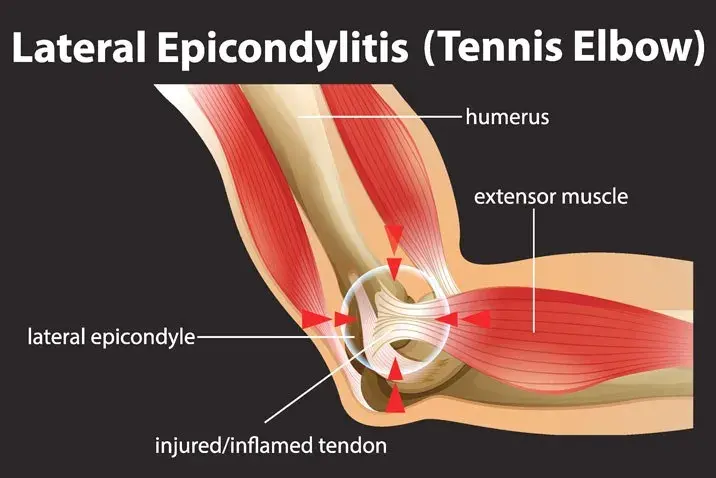 Lateral Epicondylitis (Tennis Elbow)
humerus
extensor muscle
lateral epicondyle
injured/inflamed tendon